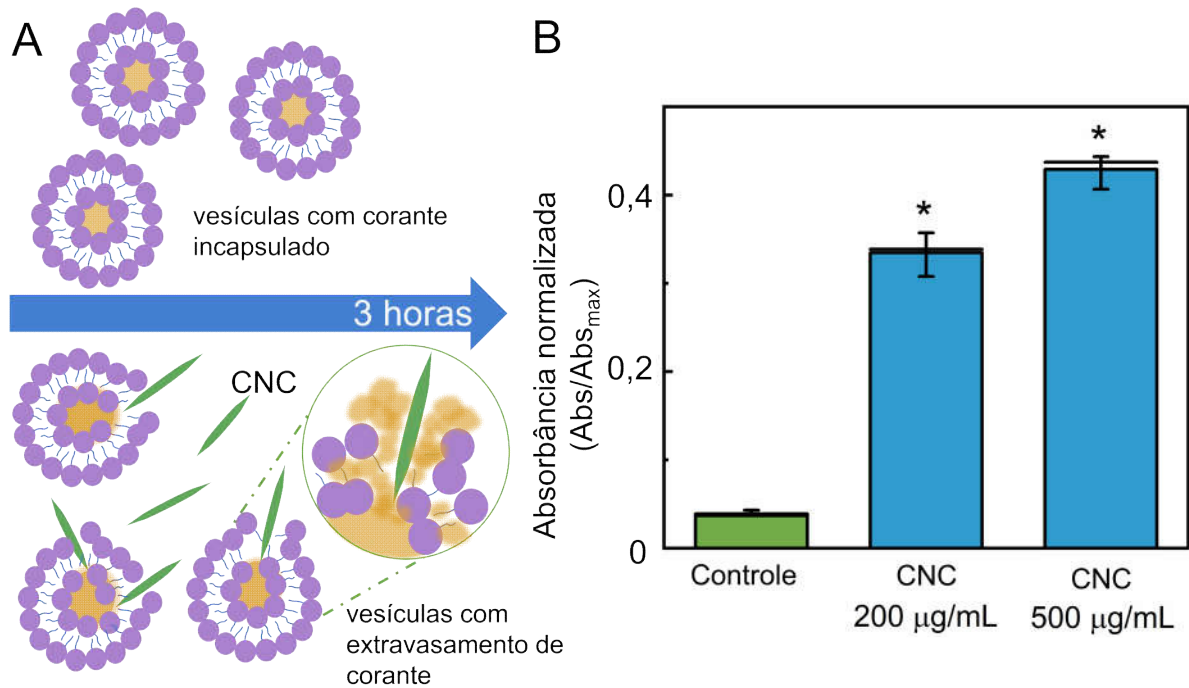 A
vesículas com corante
incapsulado
3 horas
CNC
vesículas com
extravasamento de
corante
B
Absorbância normalizada
(Abs/Absmax)
0,4
0,2
0
*
*
Controle
CNC
200 μg/mL
CNC
500 μg/mL